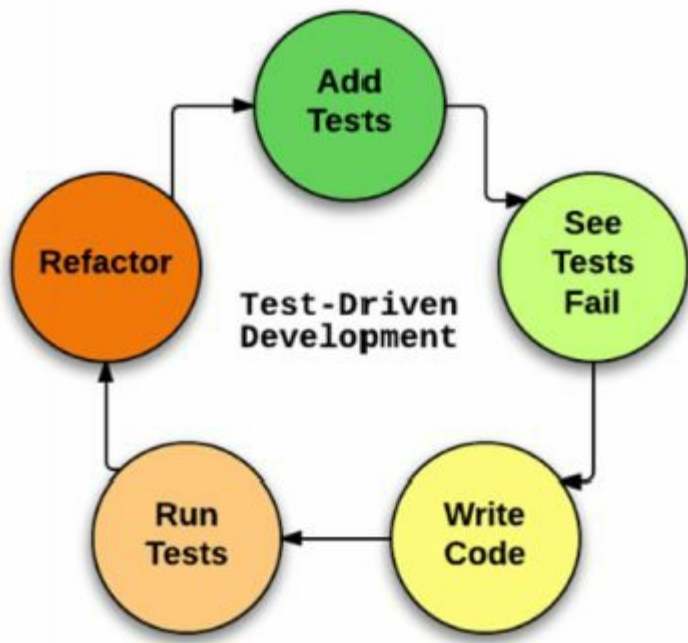 Add
Tests
See
Tests
Fail
Refactor
Test-Driven
Development
Write
Code
Run
Tests